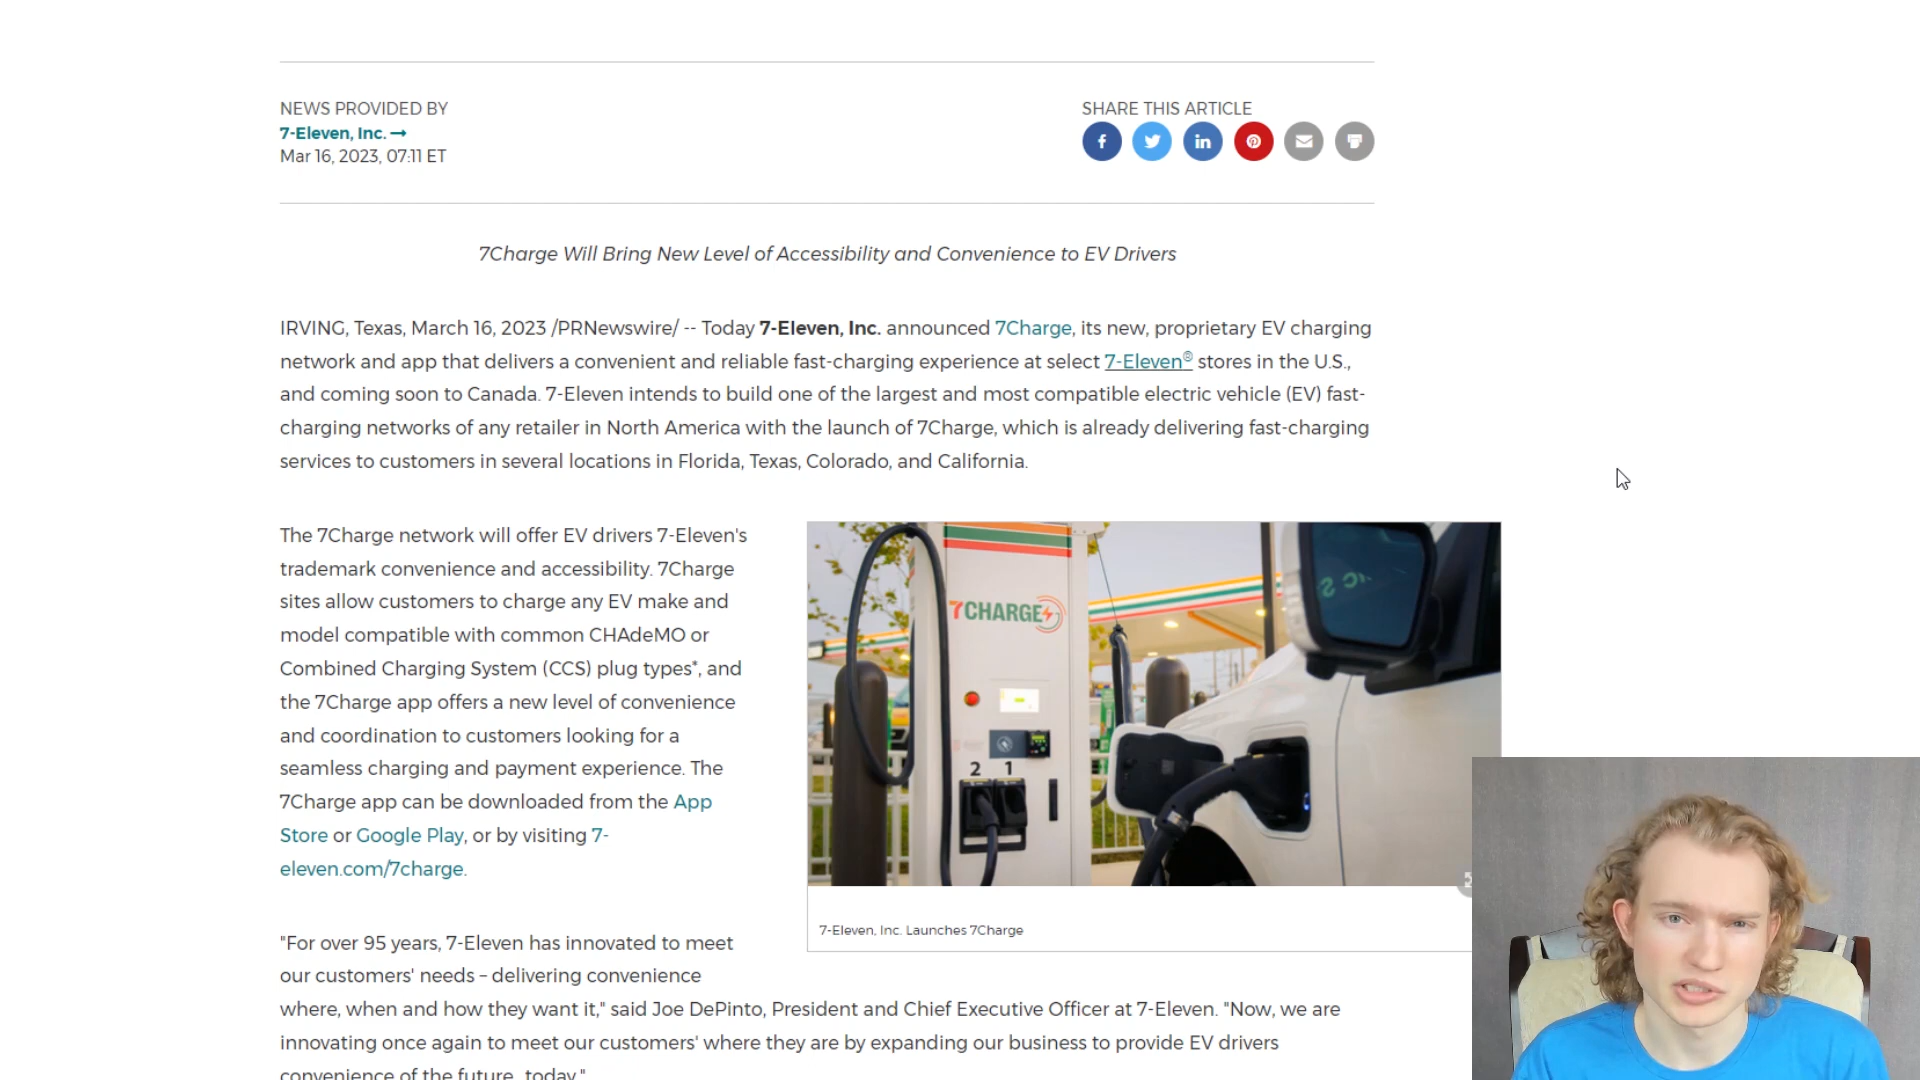 NEWS PROVIDED BY
7-Eleven, Inc. →
Mar 16, 2023, 07:11 ET
SHARE THIS ARTICLE
7Charge Will Bring New Level of Accessibility and Convenience to EV Drivers
IRVING, Texas, March 16, 2023 /PRNewswire/ -- Today 7-Eleven, Inc. announced 7Charge, its new, proprietary EV charging
network and app that delivers a convenient and reliable fast-charging experience at select 7-Eleven® stores in the U.S.,
and coming soon to Canada. 7-Eleven intends to build one of the largest and most compatible electric vehicle (EV) fast-
charging networks of any retailer in North America with the launch of 7Charge, which is already delivering fast-charging
services to customers in several locations in Florida, Texas, Colorado, and California.
The 7Charge network will offer EV drivers 7-Eleven's
trademark convenience and accessibility. 7Charge
sites allow customers to charge any EV make and
model compatible with common CHAdeMO or
Combined Charging System (CCS) plug types*, and
the 7Charge app offers a new level of convenience
and coordination to customers looking for a
seamless charging and payment experience. The
7Charge app can be downloaded from the App
Store or Google Play, or by visiting 7-
eleven.com/7charge.
7CHARGE
2 1
7-Eleven, Inc. Launches 7Charge
"For over 95 years, 7-Eleven has innovated to meet
our customers' needs – delivering convenience
where, when and how they want it," said Joe DePinto, President and Chief Executive Officer at 7-Eleven. "Now, we are
innovating once again to meet our customers' where they are by expanding our business to provide EV drivers
convenience of the future...today."